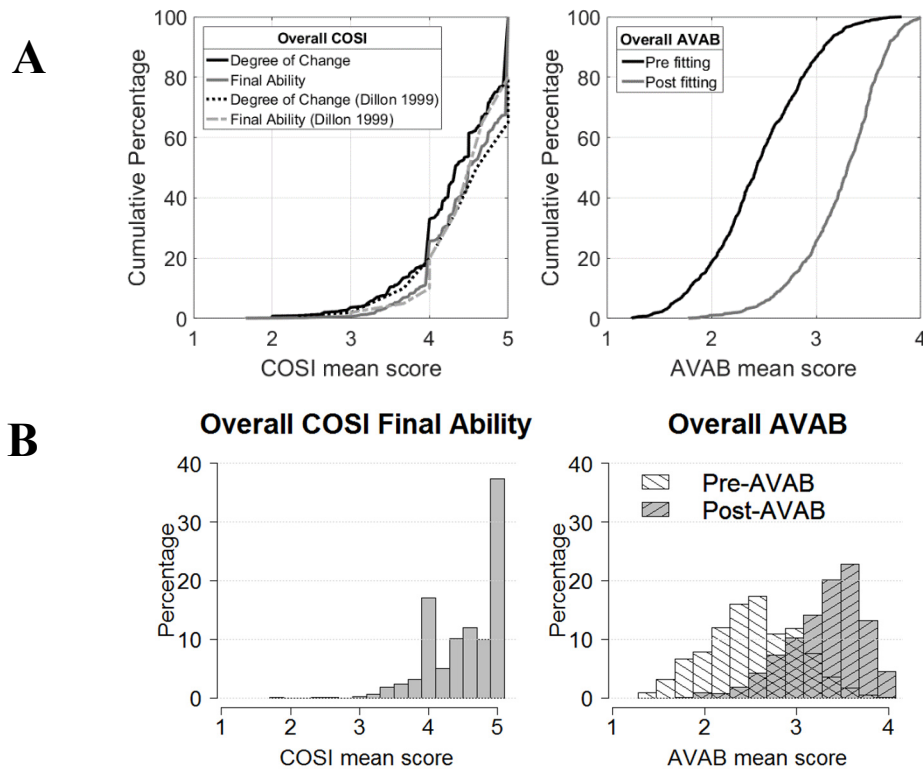 A
Overall COSI
Degree of Change
Final Ability
Degree of Change (Dillon 1999)
Final Ability (Dillon 1999)
Cumulative Percentage
100
80
60
40
20
0
1 2 3 4 5
COSI mean score
Overall AVAB
Pre fitting
Post fitting
Cumulative Percentage
100
80
60
40
20
0
1 2 3 4
AVAB mean score
B
Overall COSI Final Ability
Percentage
40
30
20
10
0
1 2 3 4 5
COSI mean score
Overall AVAB
Pre-AVAB
Post-AVAB
Percentage
40
30
20
10
0
1 2 3 4
AVAB mean score